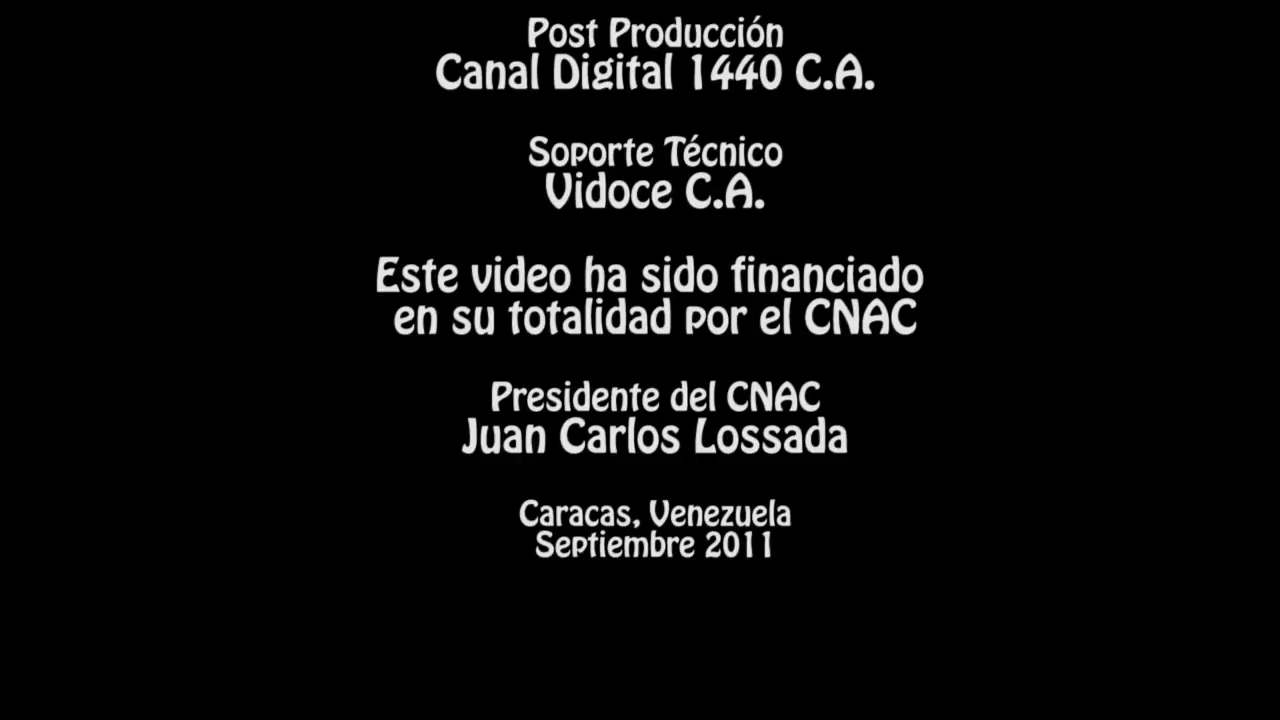 Post Producción
Canal Digital 1440 C.A.
Soporte Técnico
Vidoce C.A.
Este video ha sido financiado
en su totalidad por el CNAC
Presidente del CNAC
Juan Carlos Lossada
Caracas, Venezuela
Septiembre 2011